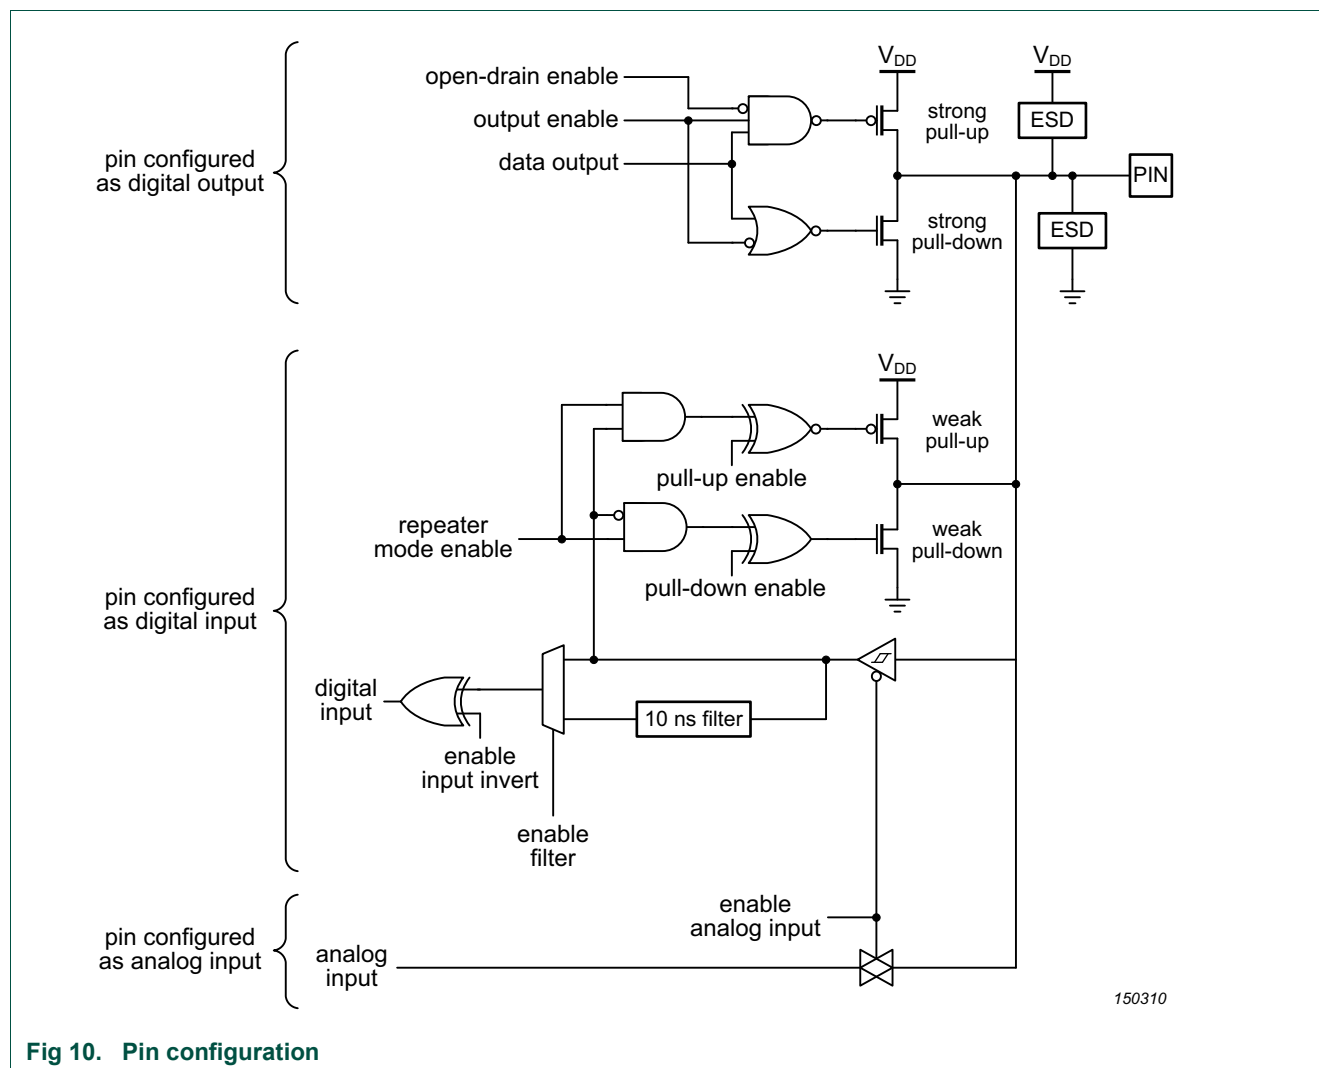 VDD
VDD
open-drain enable
strong
pull-up
ESD
output enable
pin configured
as digital output
data output
PIN
strong
pull-down
ESD
VDD
weak
pull-up
pull-up enable
repeater
mode enable
weak
pull-down
pull-down enable
pin configured
as digital input
digital
input
10 ns filter
enable
input invert
enable
filter
enable
analog input
pin configured
as analog input
analog
input
150310
Fig 10. Pin configuration